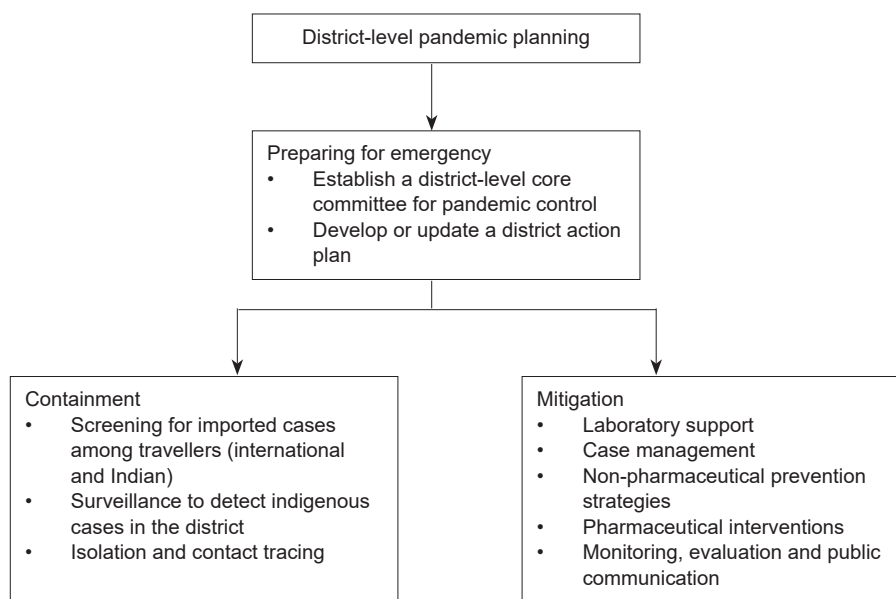 District-level pandemic planning
Preparing for emergency
• Establish a district-level core
committee for pandemic control
• Develop or update a district action
plan
Containment
• Screening for imported cases
among travellers (international
and Indian)
• Surveillance to detect indigenous
cases in the district
• Isolation and contact tracing
Mitigation
• Laboratory support
• Case management
• Non-pharmaceutical prevention
strategies
• Pharmaceutical interventions
• Monitoring, evaluation and public
communication